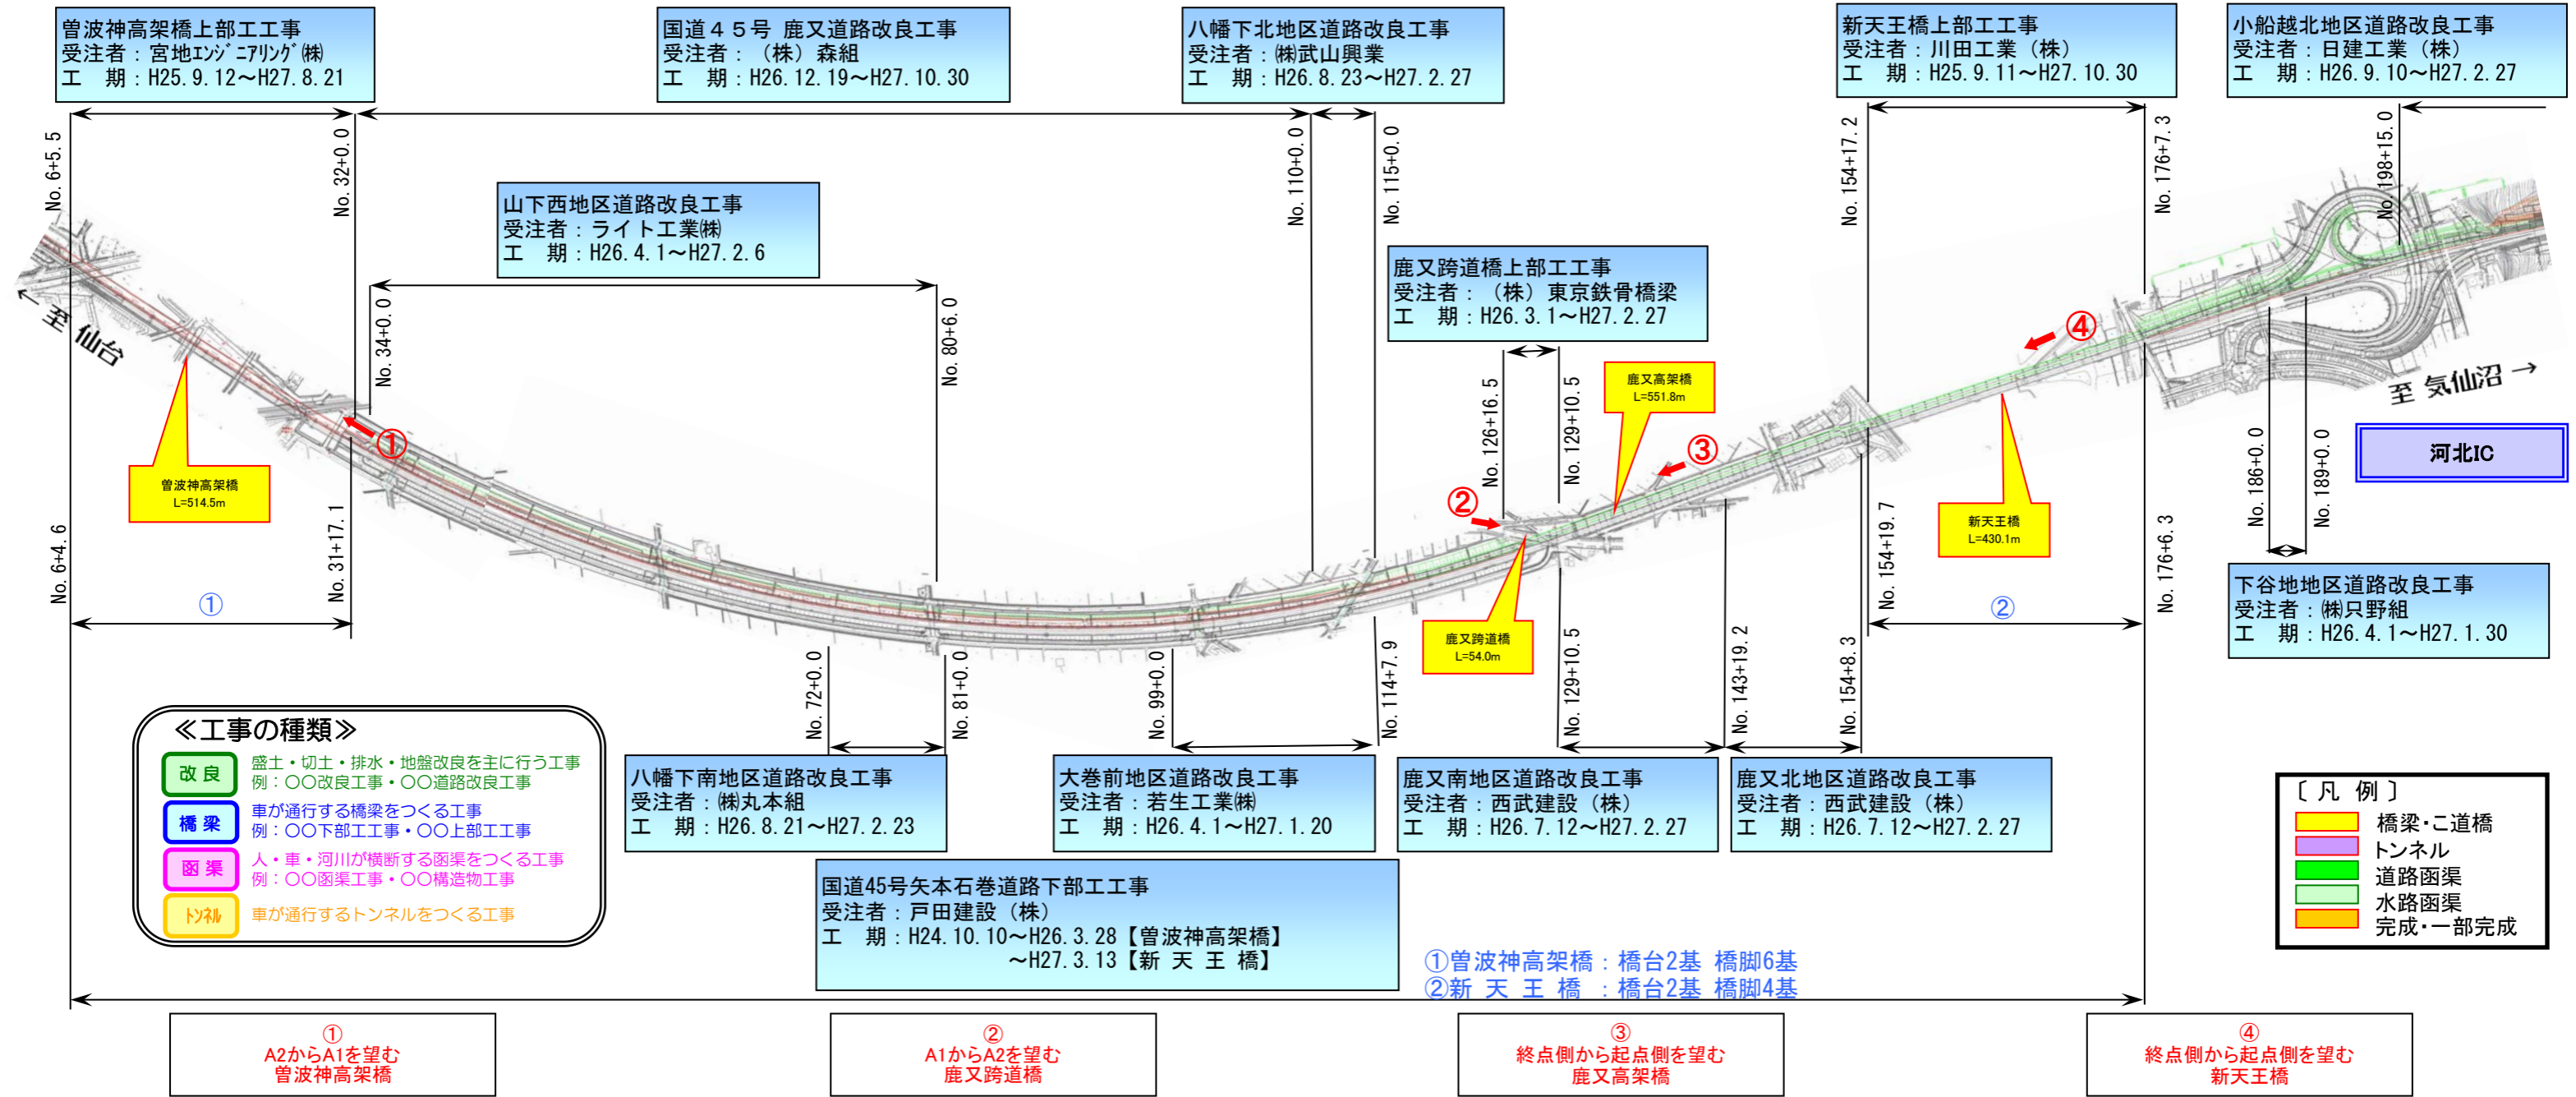 曽波神高架橋上部工工事
受注者：宮地ｴﾝｼﾞﾆｱﾘﾝｸﾞ㈱
工　期：H25.9.12～H27.8.21
国道４５号 鹿又道路改良工事
受注者：（株）森組
工　期：H26.12.19～H27.10.30
八幡下北地区道路改良工事
受注者：㈱武山興業
工　期：H26.8.23～H27.2.27
新天王橋上部工工事
受注者：川田工業（株）
工　期：H25.9.11～H27.10.30
小船越北地区道路改良工事
受注者：日建工業（株）
工　期：H26.9.10～H27.2.27
No.6+5.5
No.32+0.0
No.110+0.0
No.115+0.0
No.154+17.2
No.176+7.3
No.198+15.0
山下西地区道路改良工事
受注者：ライト工業㈱
工　期：H26.4.1～H27.2.6
鹿又跨道橋上部工工事
受注者：（株）東京鉄骨橋梁
工　期：H26.3.1～H27.2.27
← 至 仙台
No.34+0.0
No.80+6.0
No.126+16.5
No.129+10.5
鹿又高架橋
L=551.8m
④
至 気仙沼 →
①
③
②
河北IC
曽波神高架橋
L=514.5m
新天王橋
L=430.1m
No.186+0.0
No.189+0.0
No.6+4.6
No.31+17.1
No.154+19.7
No.176+6.3
①
②
鹿又跨道橋
L=54.0m
下谷地地区道路改良工事
受注者：㈱只野組
工　期：H26.4.1～H27.1.30
No.72+0.0
No.81+0.0
No.99+0.0
No.114+7.9
No.129+10.5
No.143+19.2
No.154+8.3
≪工事の種類≫
改良
盛土・切土・排水・地盤改良を主に行う工事
例：〇〇改良工事・〇〇道路改良工事
橋梁
車が通行する橋梁をつくる工事
例：〇〇下部工工事・〇〇上部工工事
函渠
人・車・河川が横断する函渠をつくる工事
例：〇〇函渠工事・〇〇構造物工事
ﾄﾝﾈﾙ
車が通行するトンネルをつくる工事
八幡下南地区道路改良工事
受注者：㈱丸本組
工　期：H26.8.21～H27.2.23
大巻前地区道路改良工事
受注者：若生工業㈱
工　期：H26.4.1～H27.1.20
鹿又南地区道路改良工事
受注者：西武建設（株）
工　期：H26.7.12～H27.2.27
鹿又北地区道路改良工事
受注者：西武建設（株）
工　期：H26.7.12～H27.2.27
〔 凡 例 〕
橋梁・こ道橋
トンネル
道路函渠
水路函渠
完成・一部完成
国道45号矢本石巻道路下部工工事
受注者：戸田建設（株）
工　期：H24.10.10～H26.3.28【曽波神高架橋】
～H27.3.13【新 天 王 橋】
①曽波神高架橋：橋台2基 橋脚6基
②新 天 王 橋 ：橋台2基 橋脚4基
①
A2からA1を望む
曽波神高架橋
②
A1からA2を望む
鹿又跨道橋
③
終点側から起点側を望む
鹿又高架橋
④
終点側から起点側を望む
新天王橋